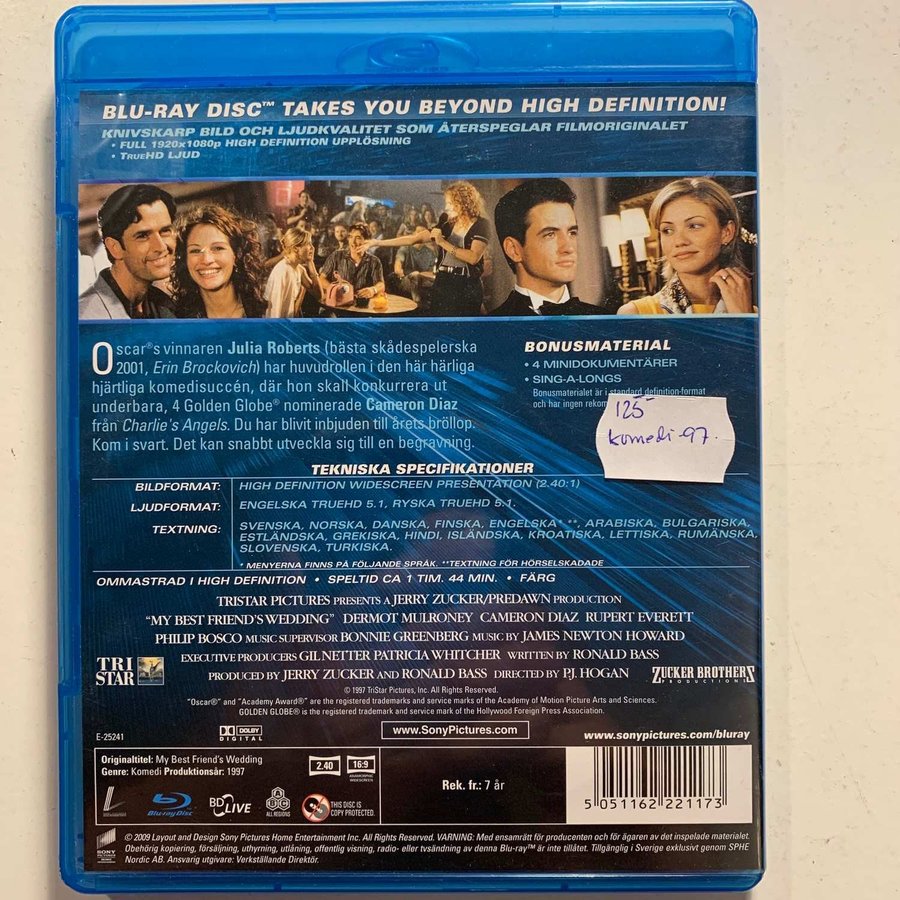 BLU-RAY DISC™ TAKES YOU BEYOND HIGH DEFINITION!
KNIVSKARP BILD OCH LJUDKVALITET SOM ÅTERSPEGLAR FILMORIGINALET
• FULL 1920x1080p HIGH DEFINITION UPPLÖSNING
• TRUEHD LJUD
Oscar®s vinnaren Julia Roberts (bästa skådespelerska
2001, Erin Brockovich) har huvudrollen i den här härliga
hjärtliga komedisuccén, där hon skall konkurrera ut
underbara, 4 Golden Globe® nominerade Cameron Diaz
från Charlie's Angels. Du har blivit inbjuden till årets bröllop.
Kom i svart. Det kan snabbt utveckla sig till en begravning.
BONUSMATERIAL
• 4 MINIDOKUMENTÄRER
• SING-A-LONGS
Bonusmaterialet är i standard definition-format
och har ingen
125-
komedi-97.
TEKNISKA SPECIFIKATIONER
BILDFORMAT: HIGH DEFINITION WIDESCREEN PRESENTATION (2.40:1)
LJUDFORMAT: ENGELSKA TRUEHD 5.1, RYSKA TRUEHD 5.1.
TEXTNING: SVENSKA, NORSKA, DANSKA, FINSKA, ENGELSKA* **, ARABISKA, BULGARISKA,
ESTLÄNDSKA, GREKISKA, HINDI, ISLÄNDSKA, KROATISKA, LETTISKA, RUMÄNSKA,
SLOVENSKA, TURKISKA.
* MENYERNA FINNS PÅ FÖLJANDE SPRÅK. **TEXTNING FÖR HÖRSELSKADADE
OMMASTRAD I HIGH DEFINITION • SPELTID CA 1 TIM. 44 MIN. • FÄRG
TRISTAR PICTURES PRESENTS A JERRY ZUCKER/PREDAWN PRODUCTION
"MY BEST FRIEND'S WEDDING" DERMOT MULRONEY CAMERON DIAZ RUPERT EVERETT
PHILIP BOSCO MUSIC SUPERVISOR BONNIE GREENBERG MUSIC BY JAMES NEWTON HOWARD
EXECUTIVE PRODUCERS GIL NETTER PATRICIA WHITCHER WRITTEN BY RONALD BASS
PRODUCED BY JERRY ZUCKER AND RONALD BASS DIRECTED BY P.J. HOGAN
TRI
STAR
ZUCKER BROTHERS
PRODUCTIONS
© 1997 TriStar Pictures, Inc. All Rights Reserved.
"Oscar®" and "Academy Award®" are the registered trademarks and service marks of the Academy of Motion Picture Arts and Sciences.
GOLDEN GLOBE® is the registered trademark and service mark of the Hollywood Foreign Press Association.
E-25241
DOLBY
DIGITAL
www.SonyPictures.com
www.sonypictures.com/bluray
Originaltitel: My Best Friend's Wedding
Genre: Komedi Produktionsår: 1997
2.40
16:9
ANAMORPHIC
WIDESCREEN
Rek. fr.: 7 år
Blu-ray Disc
BD LIVE
A
B C
ALL REGIONS
THIS DISC IS
COPY PROTECTED.
5 051162 221173
SONY
PICTURES
© 2009 Layout and Design Sony Pictures Home Entertainment Inc. All Rights Reserved. VARNING: Med ensamrätt för producenten och för ägaren av det inspelade materialet.
Obehörig kopiering, försäljning, uthyrning, utlåning, offentlig visning, radio- eller tvsändning av denna Blu-ray™ är inte tillåten. Tillgänglig i Sverige exklusivt genom SPHE
Nordic AB. Ansvarig utgivare: Verkställande Direktör.